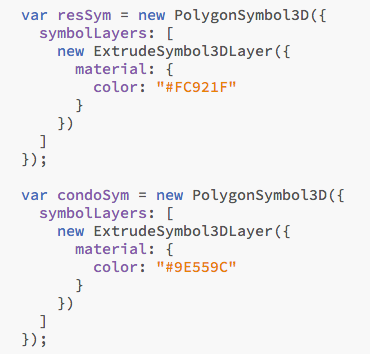 var resSym = new PolygonSymbol3D({
  symbolLayers: [
    new ExtrudeSymbol3DLayer({
      material: {
        color: "#FC921F"
      }
    })
  ]
});

var condoSym = new PolygonSymbol3D({
  symbolLayers: [
    new ExtrudeSymbol3DLayer({
      material: {
        color: "#9E559C"
      }
    })
  ]
});